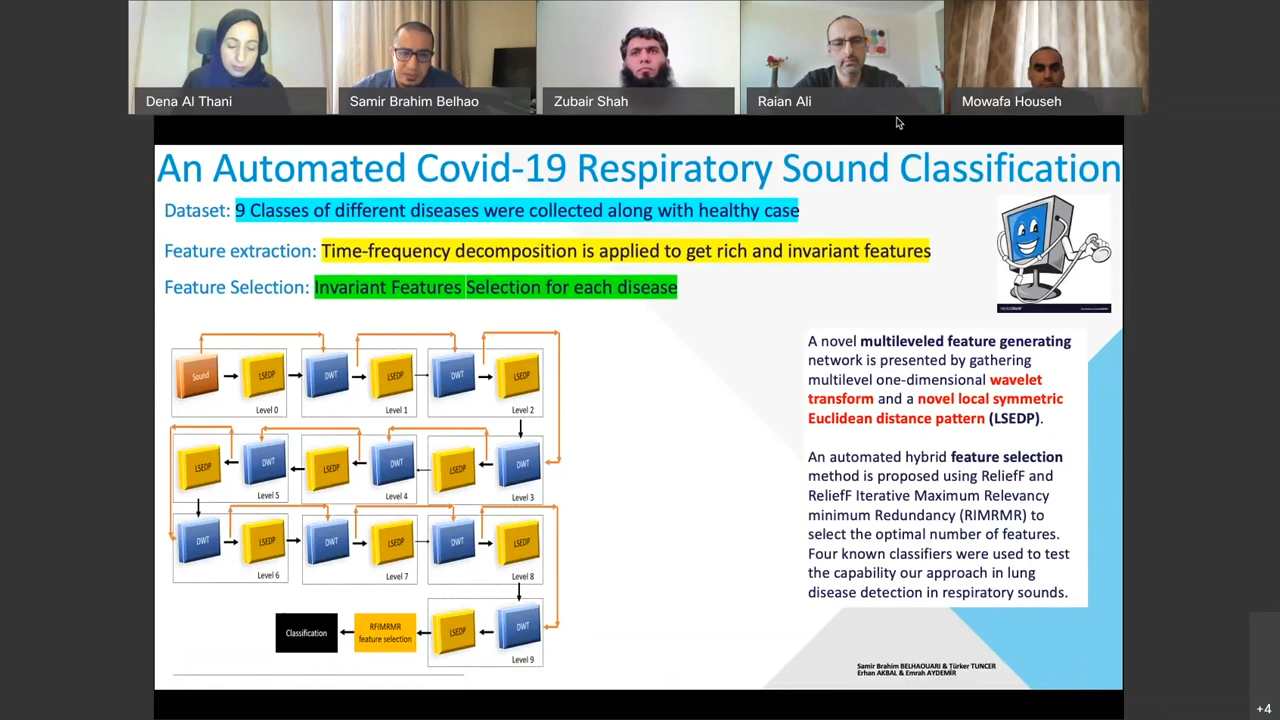 Dena Al Thani
Samir Brahim Belhao
Zubair Shah
Raian Ali
Mowafa Househ
An Automated Covid-19 Respiratory Sound Classification
Dataset: 9 Classes of different diseases were collected along with healthy case
Feature extraction: Time-frequency decomposition is applied to get rich and invariant features
Feature Selection: Invariant Features Selection for each disease
VectorStock
Sound
LSEDP
Level 0
DWT
LSEDP
Level 1
DWT
LSEDP
Level 2
LSEDP
DWT
Level 5
LSEDP
DWT
Level 4
LSEDP
DWT
Level 3
DWT
LSEDP
Level 6
DWT
LSEDP
Level 7
DWT
LSEDP
Level 8
Classification
RFIMRMR
feature selection
LSEDP
DWT
Level 9
A novel multileveled feature generating
network is presented by gathering
multilevel one-dimensional wavelet
transform and a novel local symmetric
Euclidean distance pattern (LSEDP).
An automated hybrid feature selection
method is proposed using ReliefF and
ReliefF Iterative Maximum Relevancy
minimum Redundancy (RIMRMR) to
select the optimal number of features.
Four known classifiers were used to test
the capability our approach in lung
disease detection in respiratory sounds.
Samir Brahim BELHAOUARI & Türker TUNCER
Erhan AKBAL & Emrah AYDEMIR
+4